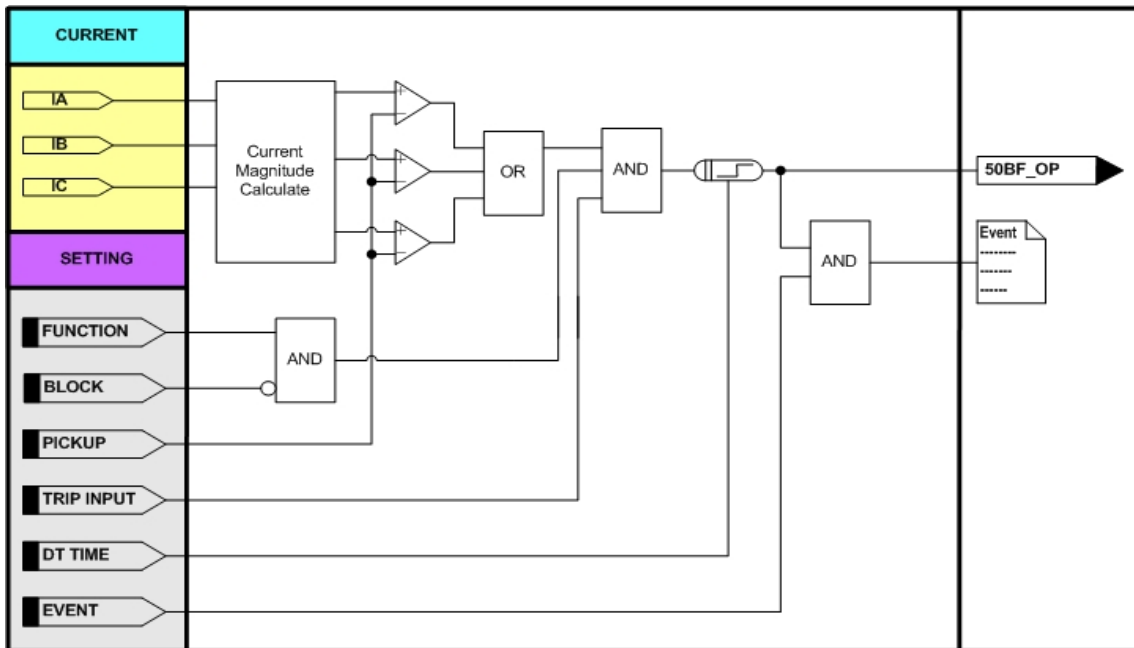 CURRENT
IA
IB
IC
Current
Magnitude
Calculate
OR
AND
50BF_OP
Event
--------
-------
------
AND
SETTING
FUNCTION
AND
BLOCK
PICKUP
TRIP INPUT
DT TIME
EVENT